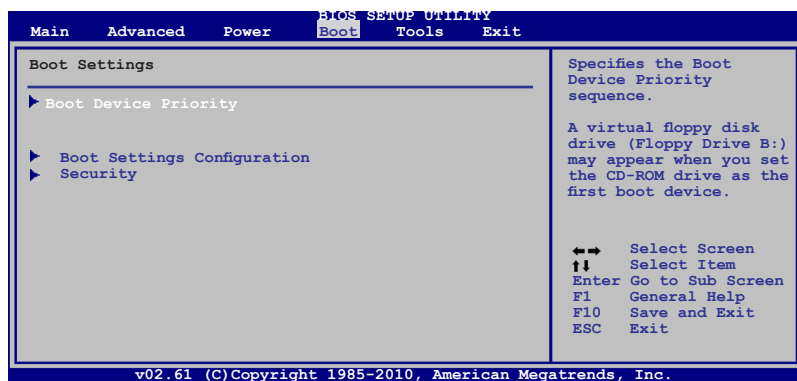 BIOS SETUP UTILITY
Main Advanced Power Boot Tools Exit
Boot Settings
Boot Device Priority
Boot Settings Configuration
Security
Specifies the Boot
Device Priority
sequence.
A virtual floppy disk
drive (Floppy Drive B:)
may appear when you set
the CD-ROM drive as the
first boot device.
←→ Select Screen
↑↓ Select Item
Enter Go to Sub Screen
F1 General Help
F10 Save and Exit
ESC Exit
v02.61 (C)Copyright 1985-2010, American Megatrends, Inc.